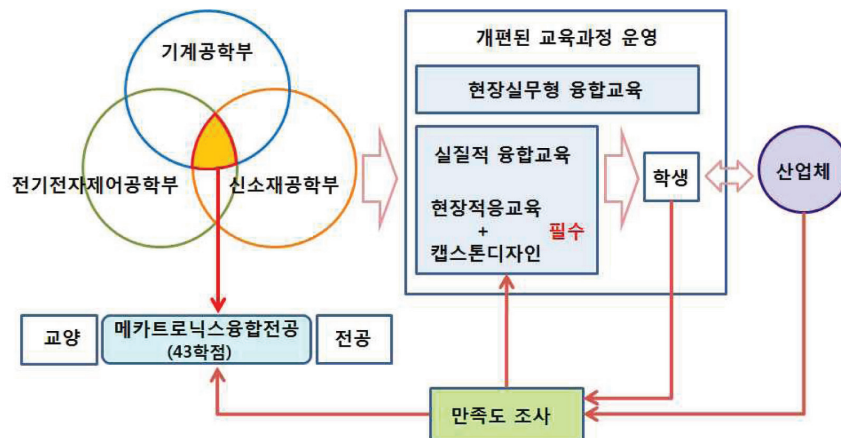 기계공학부
전기전자제어공학부
신소재공학부
개편된 교육과정 운영
현장실무형 융합교육
실질적 융합교육
현장적응교육
+
캡스톤디자인
필수
학생
산업체
교양
메카트로닉스융합전공
(43학점)
전공
만족도 조사